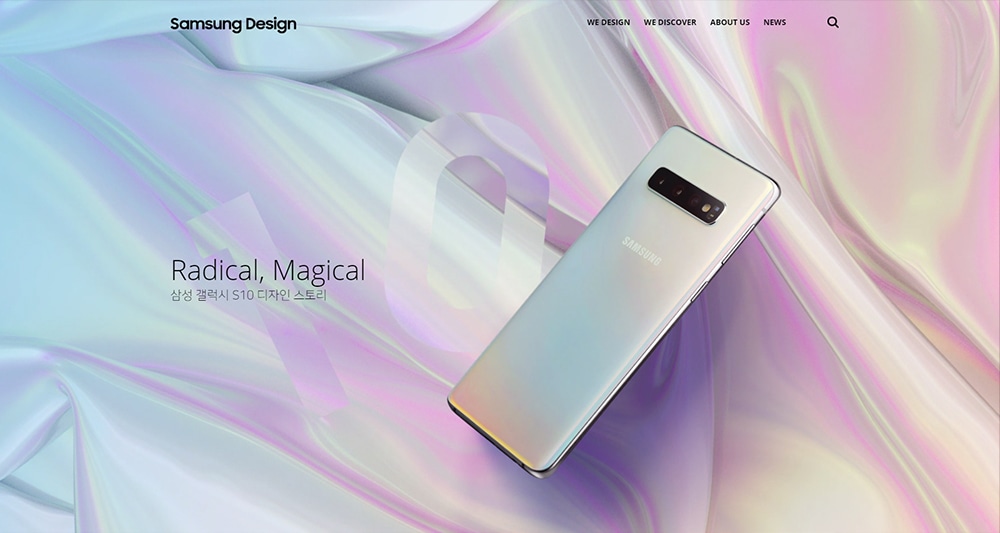 Samsung Design
WE DESIGN WE DISCOVER ABOUT US NEWS
10
SAMSUNG
Radical, Magical
삼성 갤럭시 S10 디자인 스토리